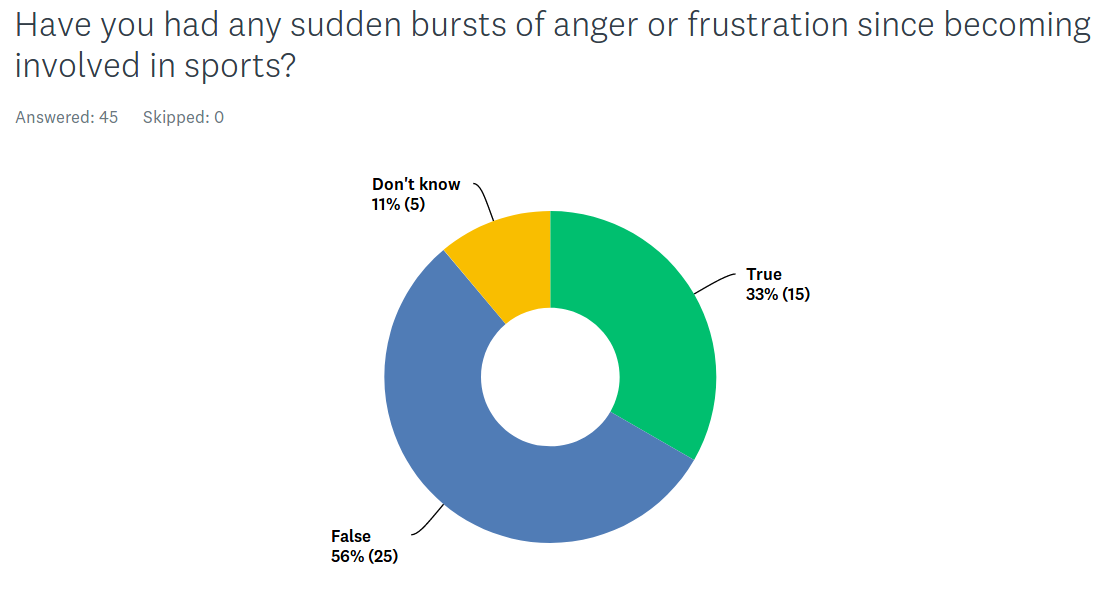 Have you had any sudden bursts of anger or frustration since becoming
involved in sports?
Answered: 45 Skipped: 0
Don't know
11% (5)
True
33% (15)
False
56% (25)